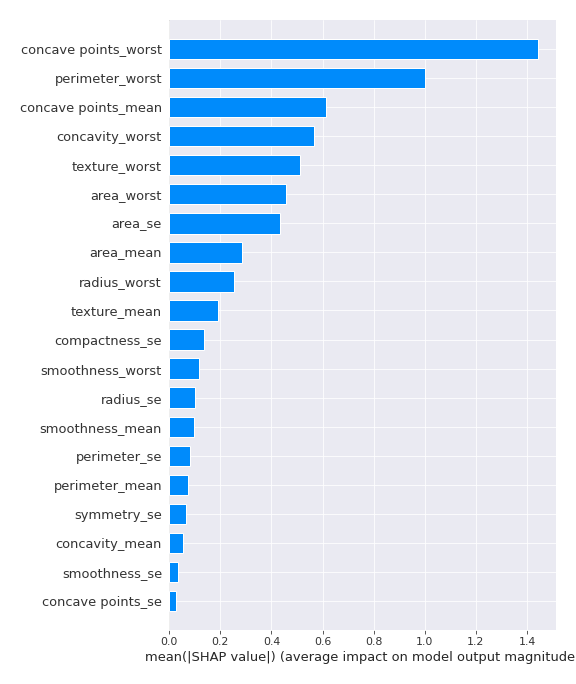 concave points_worst
perimeter_worst
concave points_mean
concavity_worst
texture_worst
area_worst
area_se
area_mean
radius_worst
texture_mean
compactness_se
smoothness_worst
radius_se
smoothness_mean
perimeter_se
perimeter_mean
symmetry_se
concavity_mean
smoothness_se
concave points_se
0.0 0.2 0.4 0.6 0.8 1.0 1.2 1.4
mean(|SHAP value|) (average impact on model output magnitude